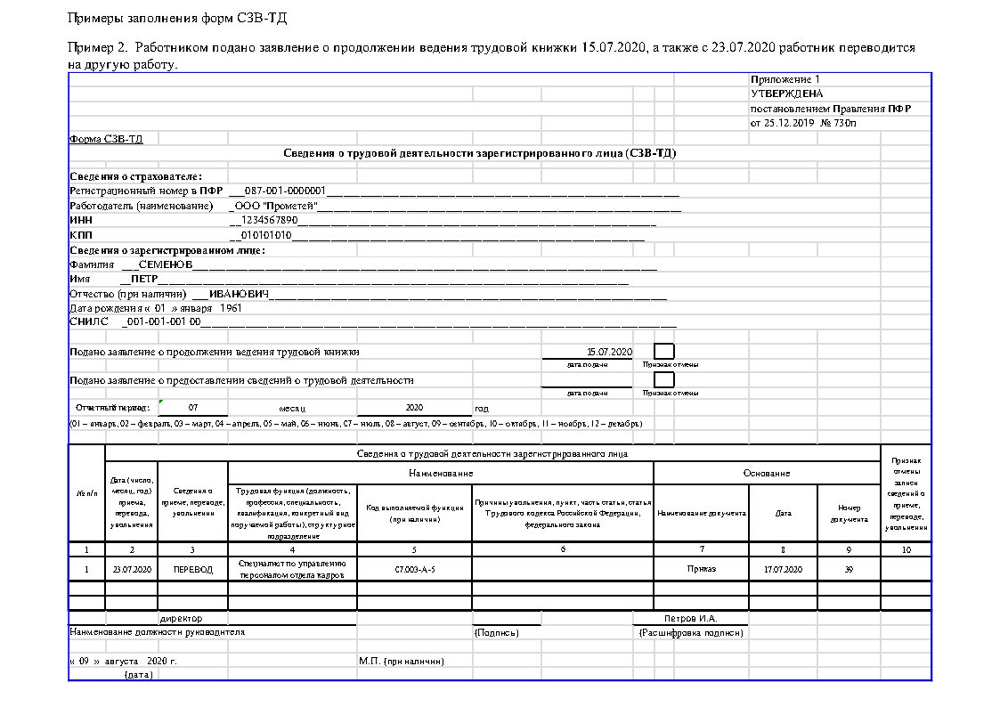 Примеры заполнения форм СЗВ-ТД
Пример 2. Работником подано заявление о продолжении ведения трудовой книжки 15.07.2020, а также с 23.07.2020 работник переводится
на другую работу.
Приложение 1
УТВЕРЖДЕНА
постановлением Правления ПФР
от 25.12.2019 № 730п
Форма СЗВ-ТД
Сведения о трудовой деятельности зарегистрированного лица (СЗВ-ТД)
Сведения о страхователе:
Регистрационный номер в ПФР ___087-001-0000001___
Работодатель (наименование) _ООО "Прометей"___
ИНН __1234567890___
КПП __010101010___
Сведения о зарегистрированном лице:
Фамилия ___СЕМЕНОВ___
Имя __ПЕТР___
Отчество (при наличии) ___ИВАНОВИЧ___
Дата рождения « 01 » января 1961
СНИЛС _001-001-001 00___
Подано заявление о продолжении ведения трудовой книжки 15.07.2020
дата подачи Признак отмены
Подано заявление о предоставлении сведений о трудовой деятельности
дата подачи Признак отмены
Отчетный период: 07 месяц 2020 год
(01 – январь, 02 – февраль, 03 – март, 04 – апрель, 05 – май, 06 – июнь, 07 – июль, 08 – август, 09 – сентябрь, 10 – октябрь, 11 – ноябрь, 12 – декабрь)
№ п/п
Сведения о трудовой деятельности зарегистрированного лица
Признак
отмены
записи
сведений о
приеме,
переводе,
увольнении
Дата (число,
месяц, год)
приема,
перевода,
увольнения
Сведения о
приеме, переводе,
увольнении
Наименование
Основание
Трудовая функция (должность,
профессия, специальность,
квалификация, конкретный вид
поручаемой работы), структурное
подразделение
Код выполняемой функции
(при наличии)
Причины увольнения, пункт, часть статьи, статья
Трудового кодекса Российской Федерации,
федерального закона
Наименование документа
Дата
Номер
документа
1 2 3 4 5 6 7 8 9 10
1 23.07.2020 ПЕРЕВОД Специалист по управлению
персоналом отдела кадров 07.003-А-5 Приказ 17.07.2020 39
директор Петров И.А.
Наименование должности руководителя (Подпись) (Расшифровка подписи)
« 09 » августа 2020 г. М.П. (при наличии)
(дата)